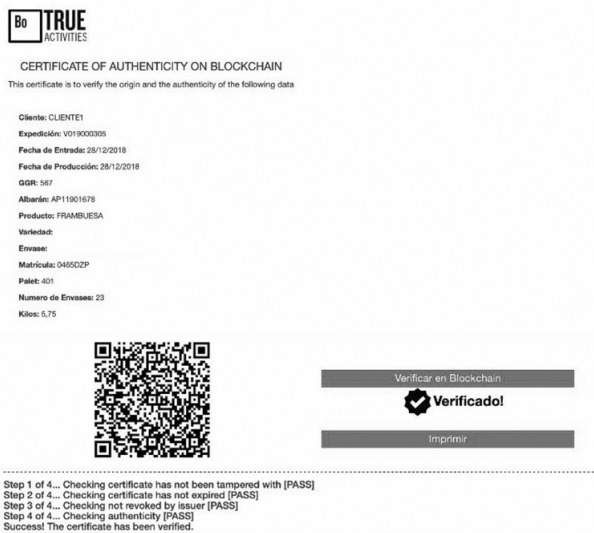 Bo TRUE
ACTIVITIES
CERTIFICATE OF AUTHENTICITY ON BLOCKCHAIN
This certificate is to verify the origin and the authenticity of the following data
Cliente: CLIENTE1
Expedición: V019000305
Fecha de Entrada: 28/12/2018
Fecha de Producción: 28/12/2018
GGR: 567
Albarán: AP11901678
Producto: FRAMBUESA
Variedad:
Envase:
Matrícula: 0465DZP
Palet: 401
Numero de Envases: 23
Kilos: 5,75
Verificar en Blockchain
Verificado!
Imprimir
Step 1 of 4... Checking certificate has not been tampered with [PASS]
Step 2 of 4... Checking certificate has not expired [PASS]
Step 3 of 4... Checking not revoked by issuer [PASS]
Step 4 of 4... Checking authenticity [PASS]
Success! The certificate has been verified.